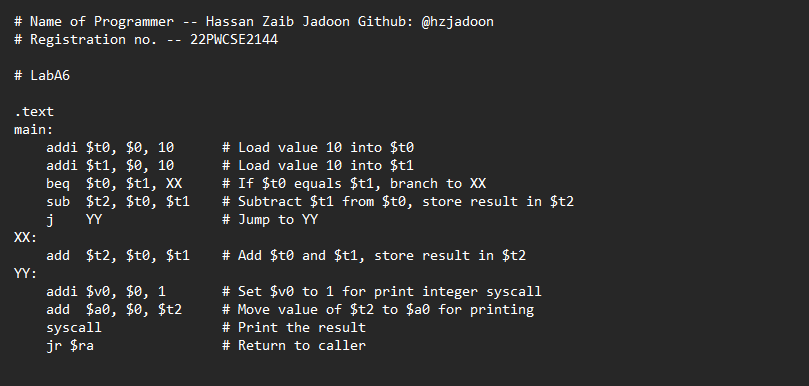 # Name of Programmer -- Hassan Zaib Jadoon Github: @hzjadoon
# Registration no. -- 22PWCSE2144
# LabA6
.text
main:
    addi $t0, $0, 10      # Load value 10 into $t0
    addi $t1, $0, 10      # Load value 10 into $t1
    beq  $t0, $t1, XX     # If $t0 equals $t1, branch to XX
    sub  $t2, $t0, $t1    # Subtract $t1 from $t0, store result in $t2
    j    YY               # Jump to YY
XX:
    add  $t2, $t0, $t1    # Add $t0 and $t1, store result in $t2
YY:
    addi $v0, $0, 1       # Set $v0 to 1 for print integer syscall
    add  $a0, $0, $t2     # Move value of $t2 to $a0 for printing
    syscall               # Print the result
    jr $ra                # Return to caller